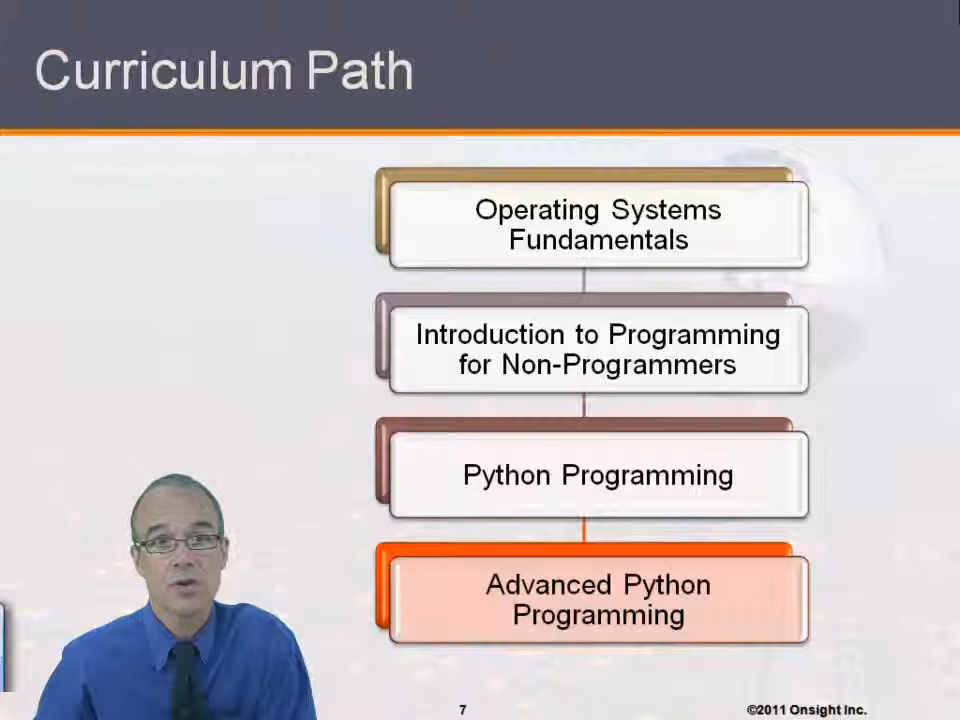 Curriculum Path
Operating Systems
Fundamentals
Introduction to Programming
for Non-Programmers
Python Programming
Advanced Python
Programming
7
©2011 Onsight Inc.